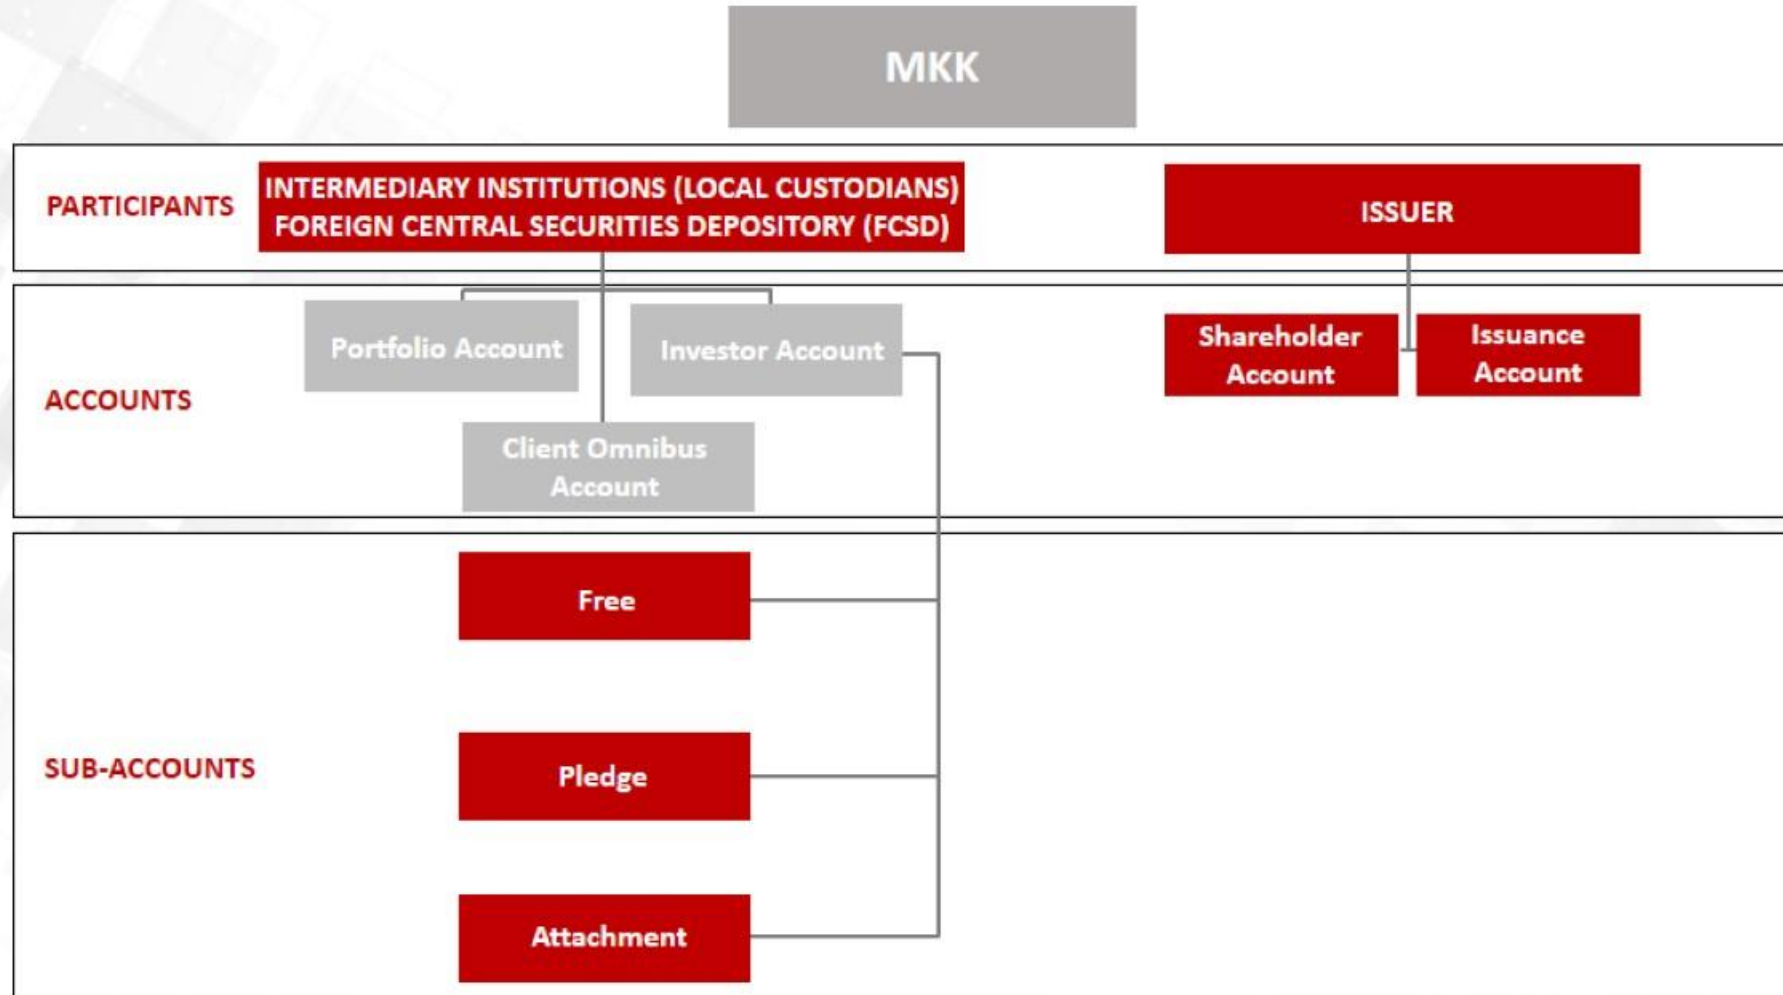 MKK
PARTICIPANTS
INTERMEDIARY INSTITUTIONS (LOCAL CUSTODIANS)
FOREIGN CENTRAL SECURITIES DEPOSITORY (FCSD)
ISSUER
ACCOUNTS
Portfolio Account
Investor Account
Client Omnibus
Account
Shareholder
Account
Issuance
Account
SUB-ACCOUNTS
Free
Pledge
Attachment